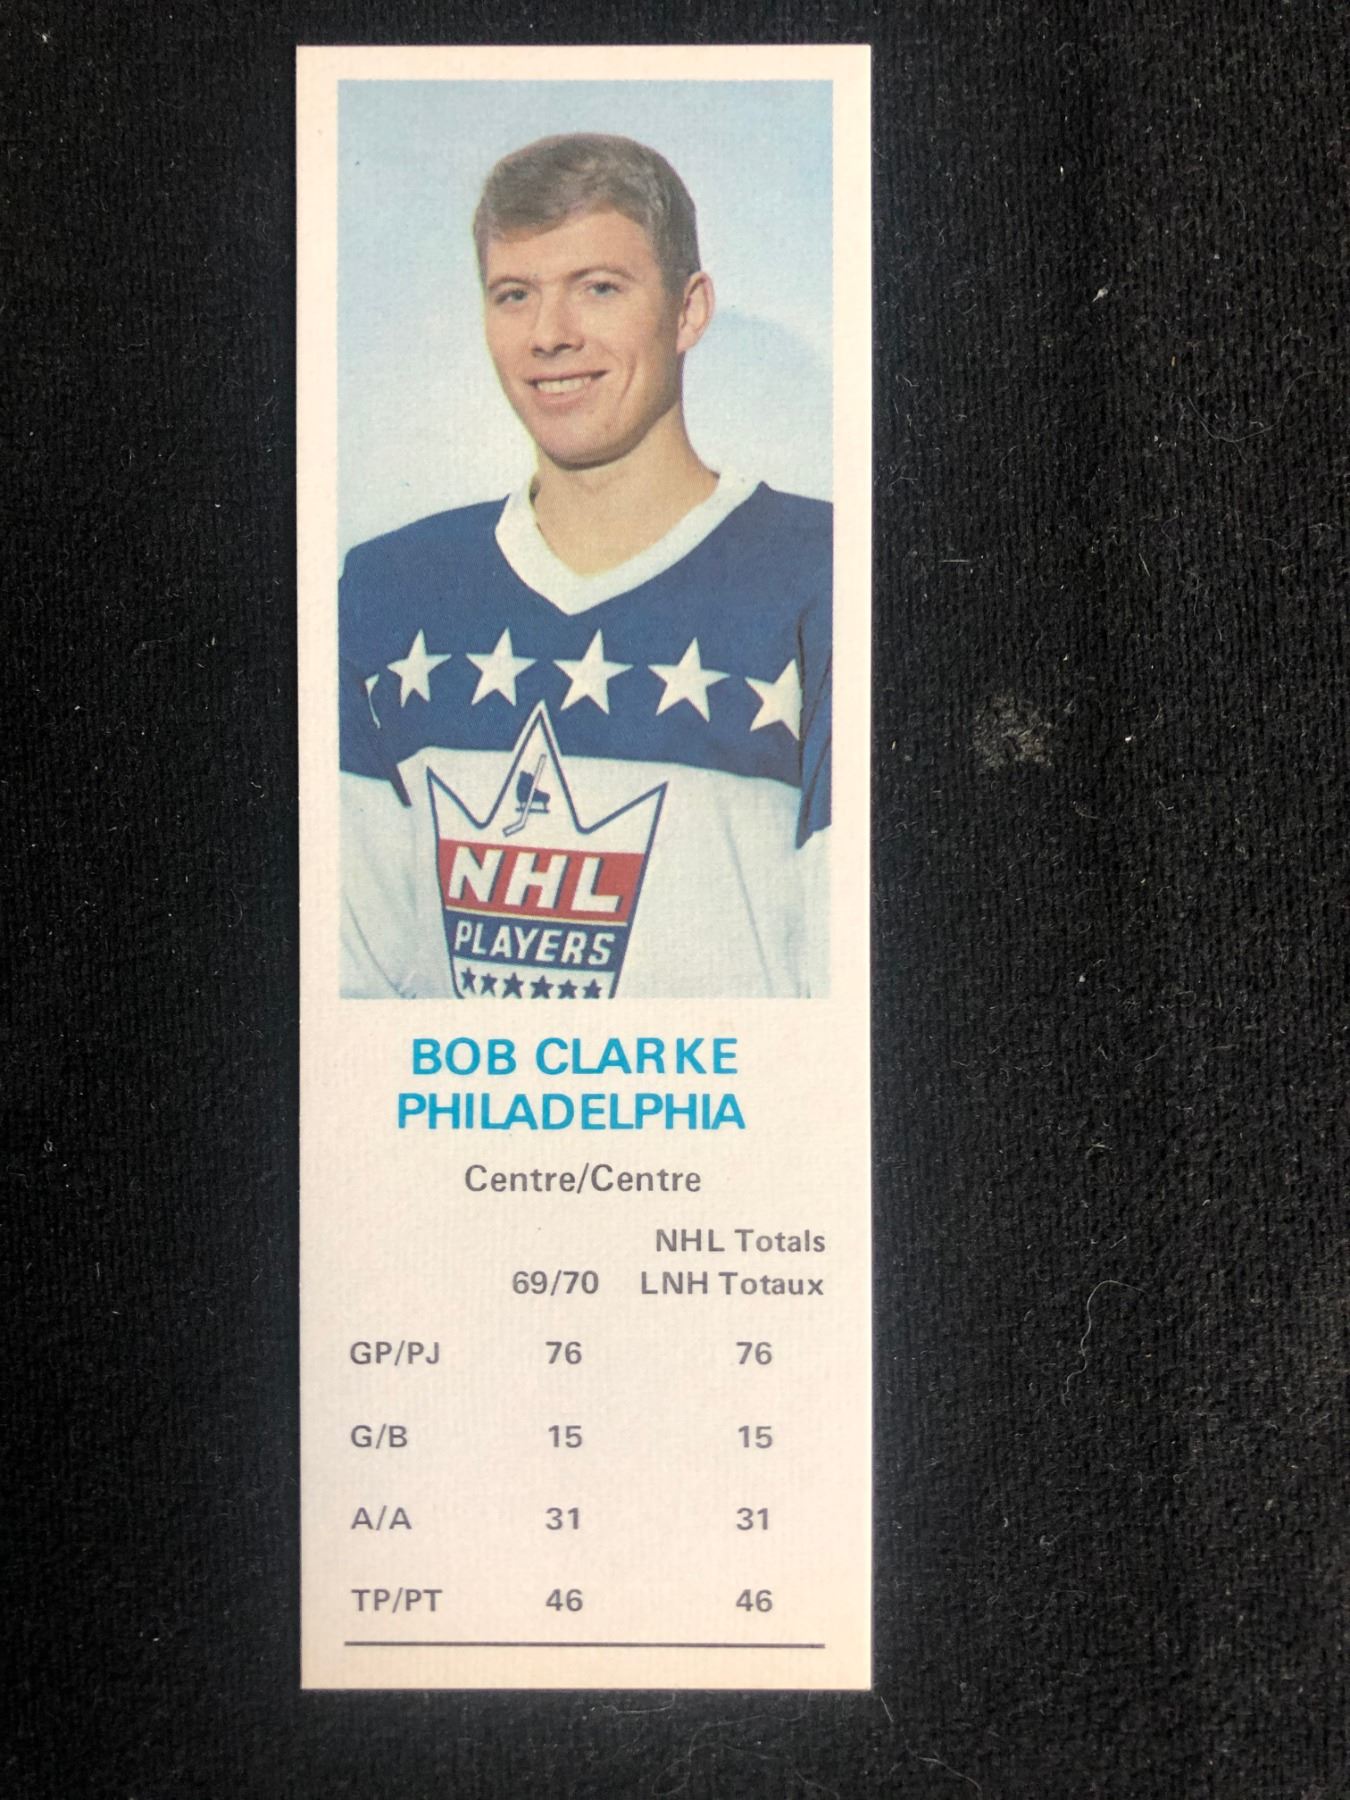 NHL
PLAYERS
BOB CLARKE
PHILADELPHIA
Centre/Centre
NHL Totals
69/70 LNH Totaux
GP/PJ 76 76
G/B 15 15
A/A 31 31
TP/PT 46 46